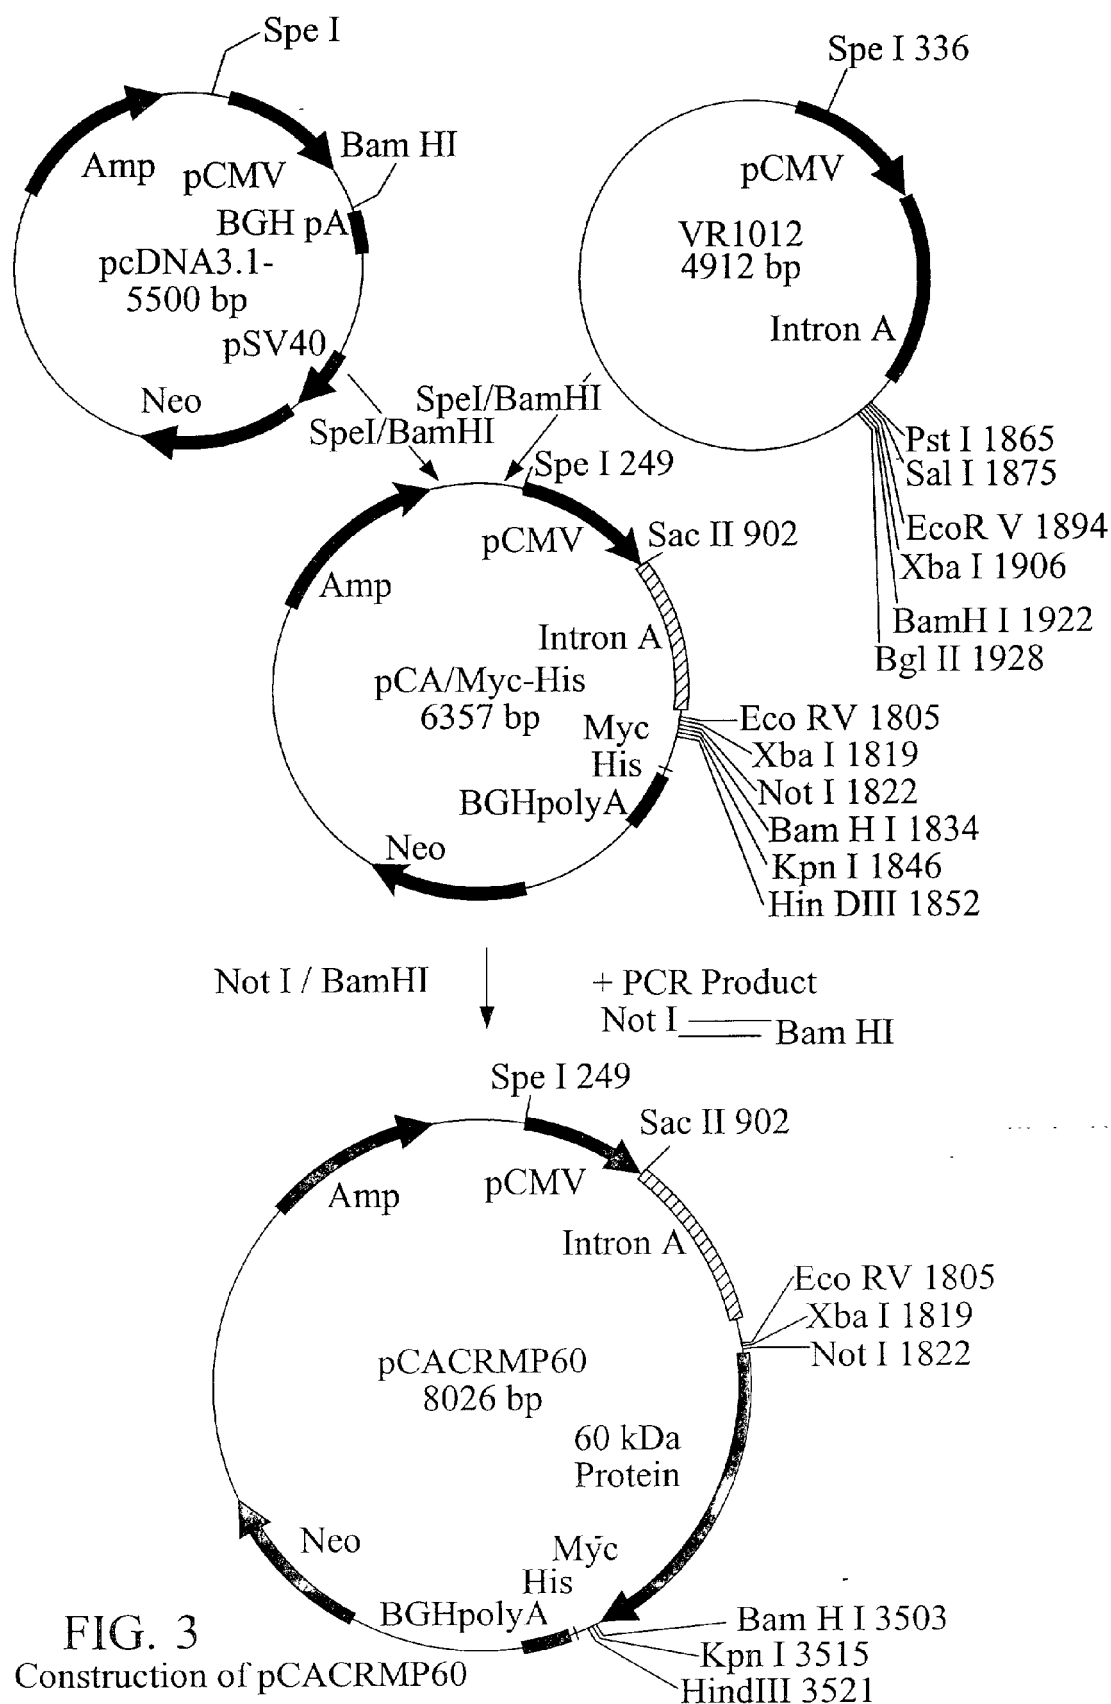 Spe I
Amp
pCMV
Bam HI
BGH pA
pcDNA3.1-
5500 bp
pSV40
Neo
SpeI/BamHI
Spe I 336
pCMV
VR1012
4912 bp
Intron A
SpeI/BamHI
Pst I 1865
Sal I 1875
EcoR V 1894
Xba I 1906
BamH I 1922
Bgl II 1928
Spe I 249
pCMV
Sac II 902
Amp
Intron A
pCA/Myc-His
6357 bp
Myc
His
BGHpolyA
Neo
Eco RV 1805
Xba I 1819
Not I 1822
Bam H I 1834
Kpn I 1846
Hin DIII 1852
Not I / BamHI
+ PCR Product
Not I
Bam HI
Spe I 249
Sac II 902
Amp
pCMV
Intron A
Eco RV 1805
Xba I 1819
Not I 1822
pCACRMP60
8026 bp
60 kDa
Protein
Neo
Myc
His
BGHpolyA
Bam H I 3503
Kpn I 3515
HindIII 3521
FIG. 3
Construction of pCACRMP60